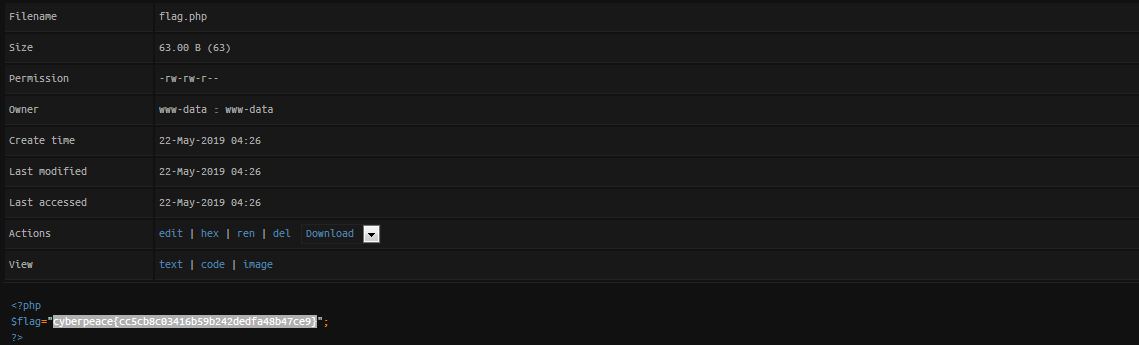 Filename flag.php
Size 63.00 B (63)
Permission -rw-rw-r--
Owner www-data : www-data
Create time 22-May-2019 04:26
Last modified 22-May-2019 04:26
Last accessed 22-May-2019 04:26
Actions edit | hex | ren | del Download
View text | code | image
<?php
$flag="cyberpeace{cc5cb8c03416b59b242dedfa48b47ce9}";
?>